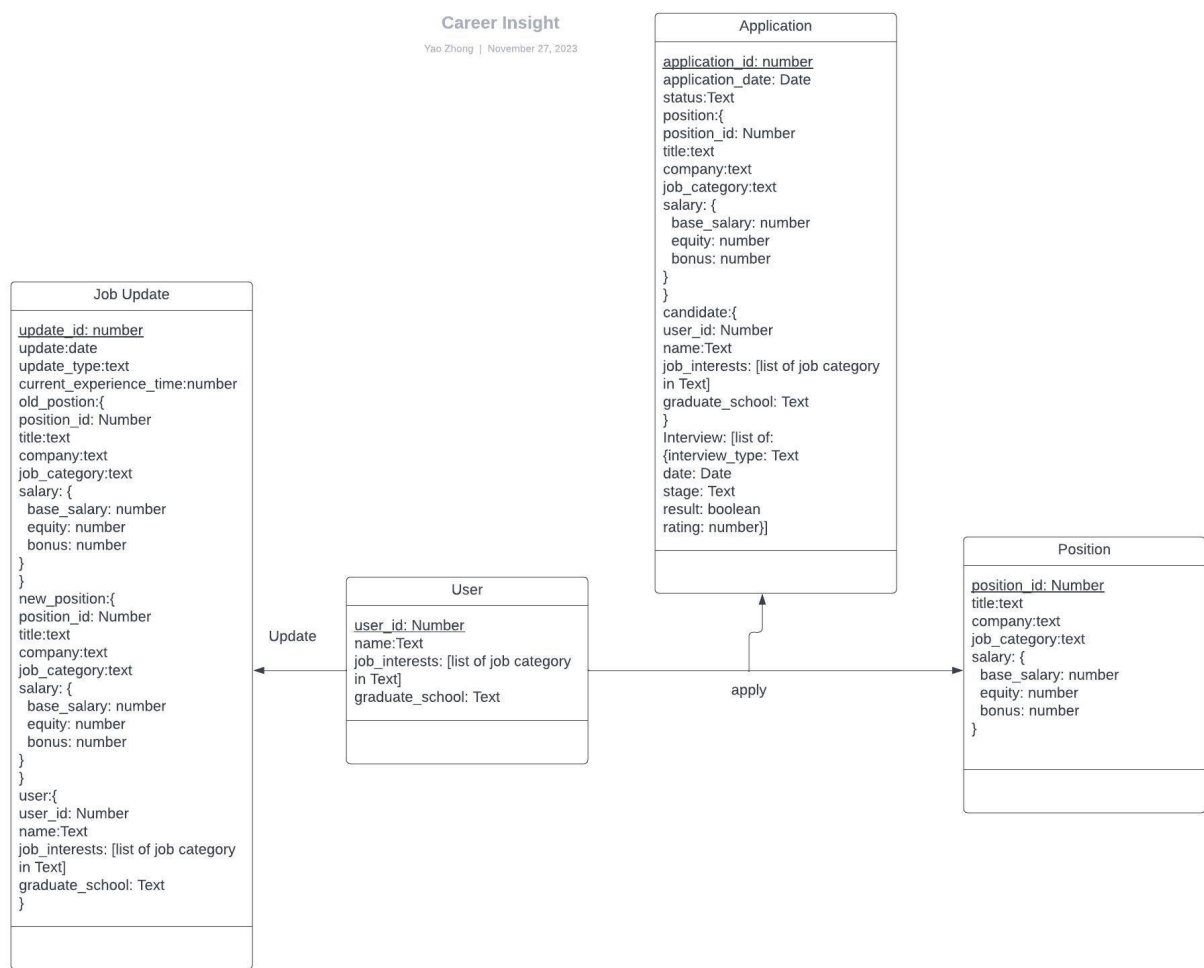 Career Insight
Yao Zhong | November 27, 2023
Application
application_id: number
application_date: Date
status:Text
position:{
position_id: Number
title:text
company:text
job_category:text
salary: {
base_salary: number
equity: number
bonus: number
}
}
candidate:{
user_id: Number
name:Text
job_interests: [list of job category
in Text]
graduate_school: Text
}
Interview: [list of:
{interview_type: Text
date: Date
stage: Text
result: boolean
rating: number}]
Job Update
update_id: number
update:date
update_type:text
current_experience_time:number
old_postion:{
position_id: Number
title:text
company:text
job_category:text
salary: {
base_salary: number
equity: number
bonus: number
}
}
new_position:{
position_id: Number
title:text
company:text
job_category:text
salary: {
base_salary: number
equity: number
bonus: number
}
}
user:{
user_id: Number
name:Text
job_interests: [list of job category
in Text]
graduate_school: Text
}
Update
User
user_id: Number
name:Text
job_interests: [list of job category
in Text]
graduate_school: Text
apply
Position
position_id: Number
title:text
company:text
job_category:text
salary: {
base_salary: number
equity: number
bonus: number
}